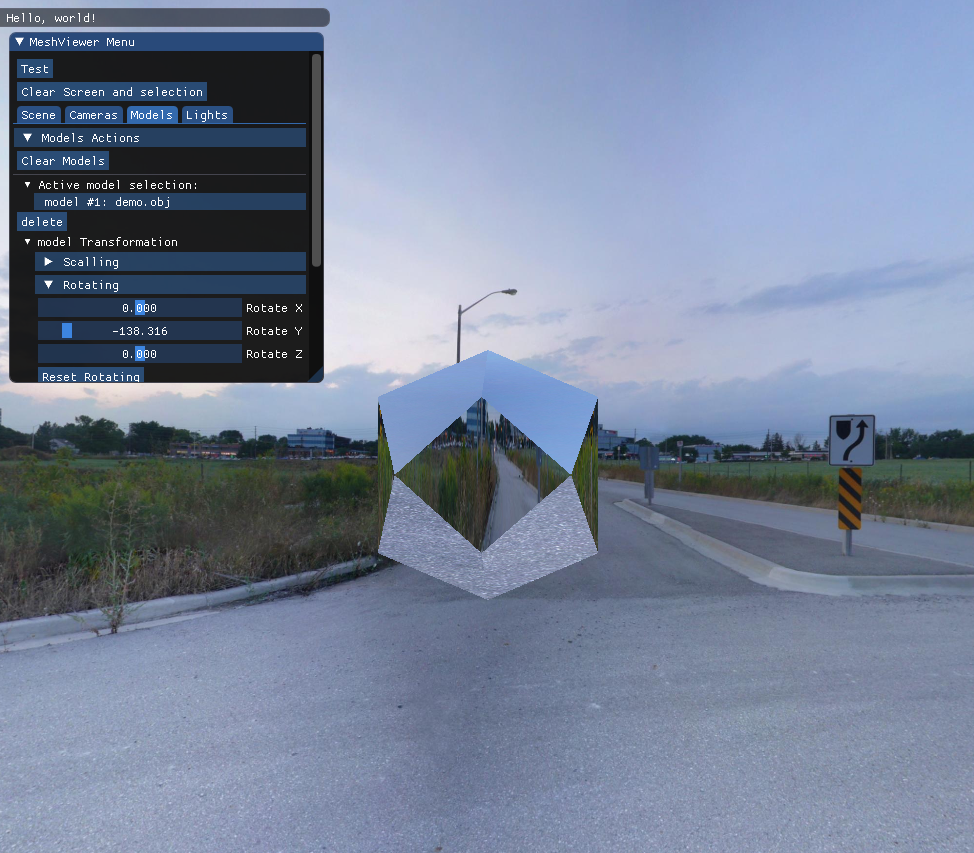 Hello, world!
MeshViewer Menu
Test
Clear Screen and selection
Scene Cameras Models Lights
Models Actions
Clear Models
Active model selection:
model #1: demo.obj
delete
model Transformation
Scalling
Rotating
0.000 Rotate X
-138.316 Rotate Y
0.000 Rotate Z
Reset Rotating